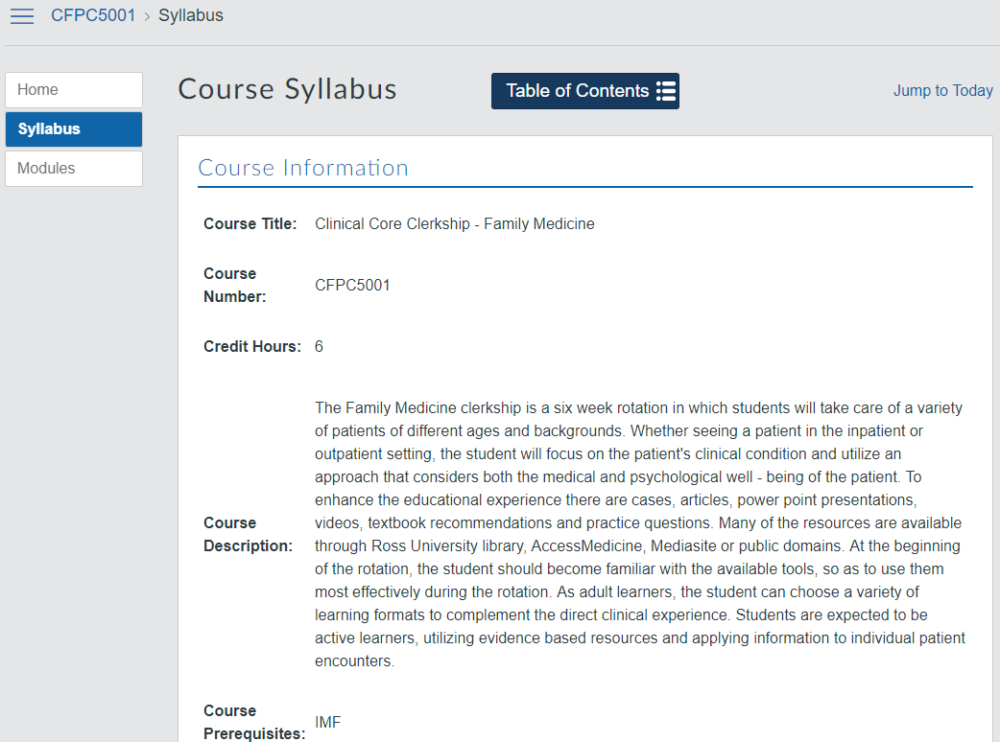 CFPC5001 › Syllabus
Home
Syllabus
Modules
Course Syllabus
Table of Contents
Jump to Today
Course Information
Course Title: Clinical Core Clerkship - Family Medicine
Course
Number:
CFPC5001
Credit Hours: 6
Course
Description:
The Family Medicine clerkship is a six week rotation in which students will take care of a variety
of patients of different ages and backgrounds. Whether seeing a patient in the inpatient or
outpatient setting, the student will focus on the patient's clinical condition and utilize an
approach that considers both the medical and psychological well - being of the patient. To
enhance the educational experience there are cases, articles, power point presentations,
videos, textbook recommendations and practice questions. Many of the resources are available
through Ross University library, AccessMedicine, Mediasite or public domains. At the beginning
of the rotation, the student should become familiar with the available tools, so as to use them
most effectively during the rotation. As adult learners, the student can choose a variety of
learning formats to complement the direct clinical experience. Students are expected to be
active learners, utilizing evidence based resources and applying information to individual patient
encounters.
Course
Prerequisites:
IMF